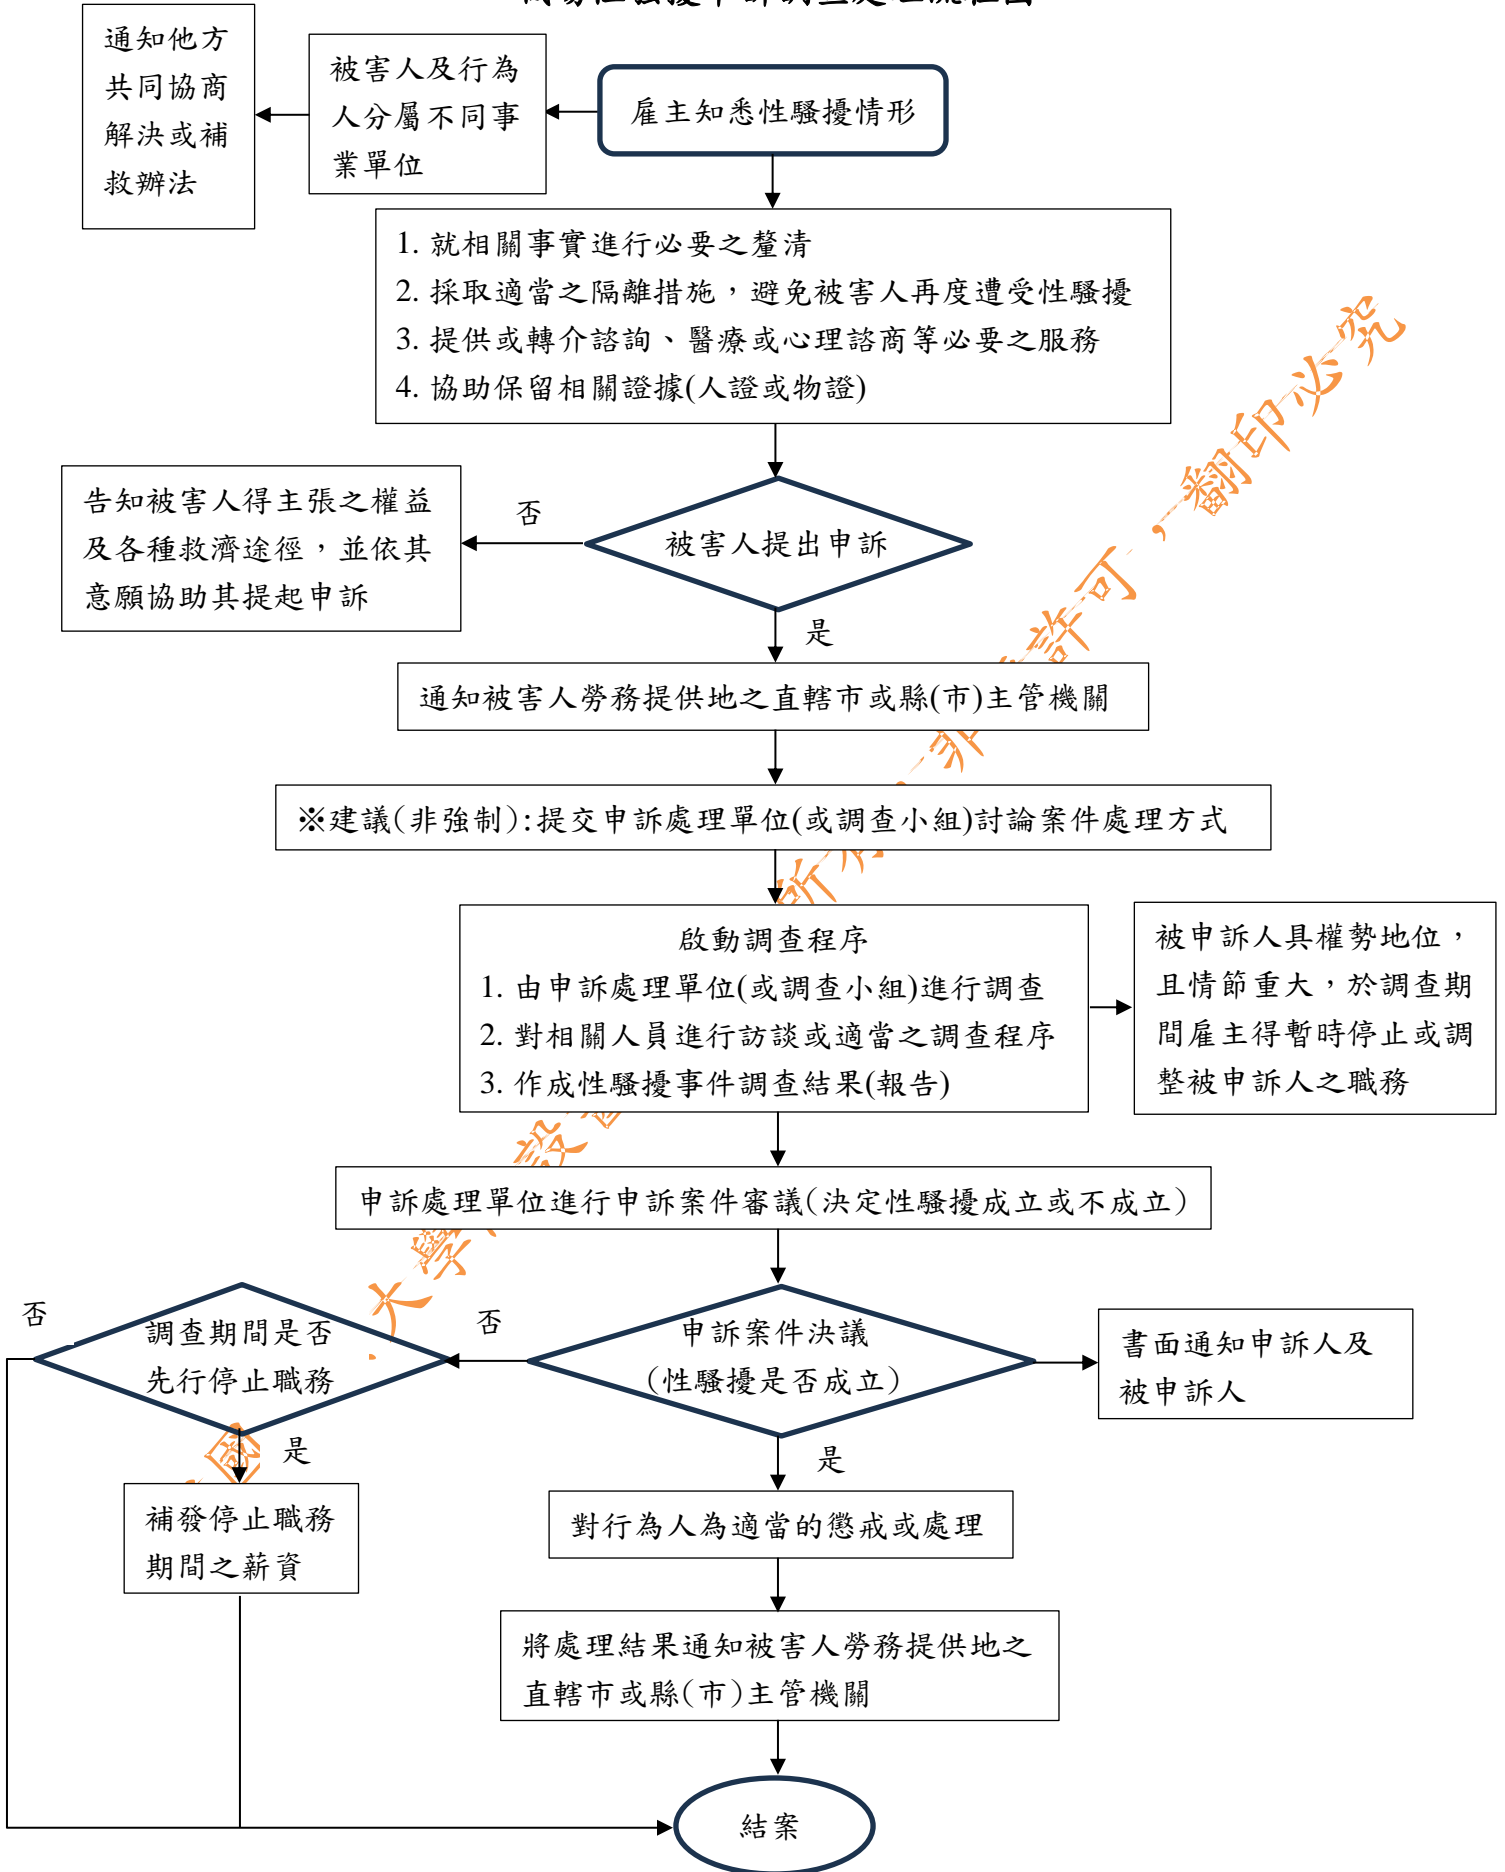 通知他方
共同協商
解決或補
救辦法
被害人及行為
人分屬不同事
業單位
雇主知悉性騷擾情形
1. 就相關事實進行必要之釐清
2. 採取適當之隔離措施，避免被害人再度遭受性騷擾
3. 提供或轉介諮詢、醫療或心理諮商等必要之服務
4. 協助保留相關證據(人證或物證)
告知被害人得主張之權益
及各種救濟途徑，並依其
意願協助其提起申訴
否
被害人提出申訴
是
通知被害人勞務提供地之直轄市或縣(市)主管機關
※建議(非強制):提交申訴處理單位(或調查小組)討論案件處理方式
啟動調查程序
1. 由申訴處理單位(或調查小組)進行調查
2. 對相關人員進行訪談或適當之調查程序
3. 作成性騷擾事件調查結果(報告)
被申訴人具權勢地位，
且情節重大，於調查期
間雇主得暫時停止或調
整被申訴人之職務
申訴處理單位進行申訴案件審議(決定性騷擾成立或不成立)
否
調查期間是否
先行停止職務
否
申訴案件決議
(性騷擾是否成立)
書面通知申訴人及
被申訴人
是
是
補發停止職務
期間之薪資
對行為人為適當的懲戒或處理
將處理結果通知被害人勞務提供地之
直轄市或縣(市)主管機關
結案
許可，翻印必究